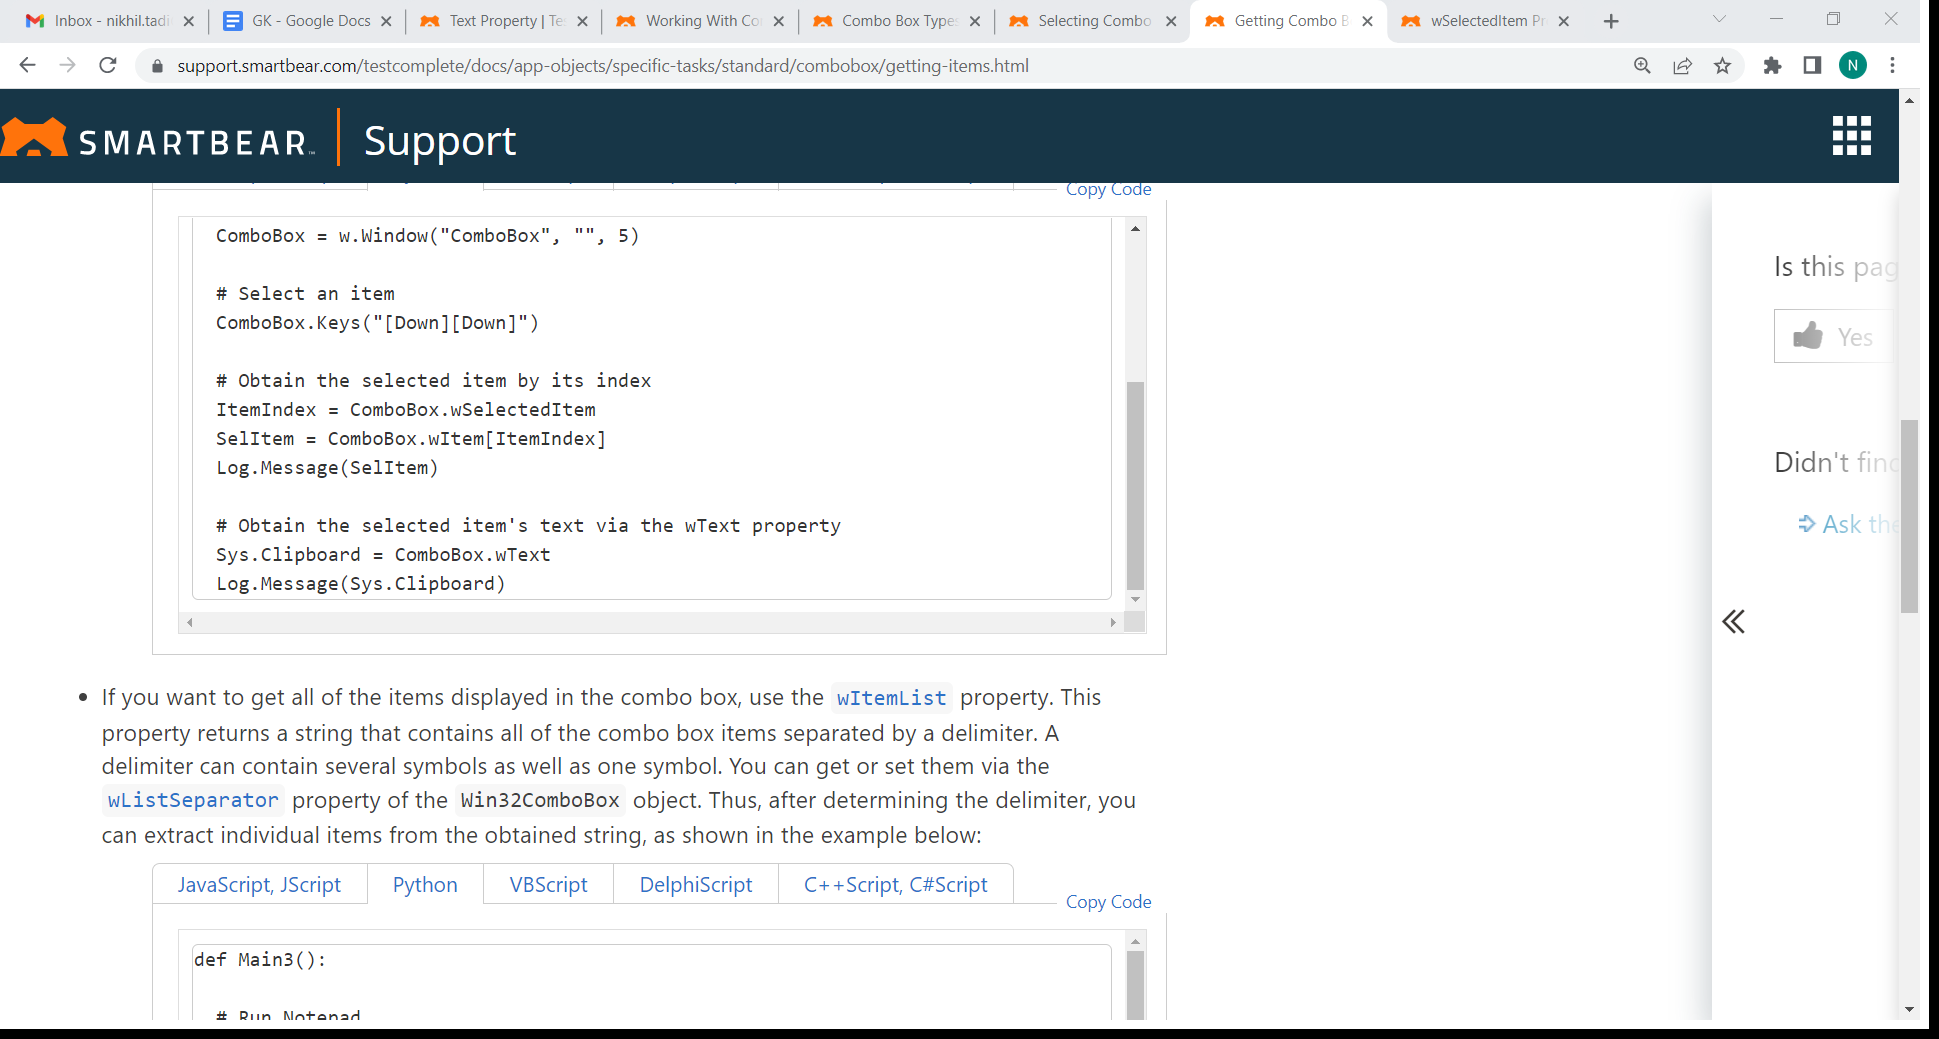 Inbox - nikhil.tadi
GK - Google Docs
Text Property | Te
Working With Co
Combo Box Types
Selecting Combo
Getting Combo B
wSelectedItem Pr
support.smartbear.com/testcomplete/docs/app-objects/specific-tasks/standard/combobox/getting-items.html
N
SMARTBEAR™ Support
Copy Code
ComboBox = w.Window("ComboBox", "", 5)
# Select an item
ComboBox.Keys("[Down][Down]")
# Obtain the selected item by its index
ItemIndex = ComboBox.wSelectedItem
SelItem = ComboBox.wItem[ItemIndex]
Log.Message(SelItem)
# Obtain the selected item's text via the wText property
Sys.Clipboard = ComboBox.wText
Log.Message(Sys.Clipboard)
• If you want to get all of the items displayed in the combo box, use the wItemList property. This
property returns a string that contains all of the combo box items separated by a delimiter. A
delimiter can contain several symbols as well as one symbol. You can get or set them via the
wListSeparator property of the Win32ComboBox object. Thus, after determining the delimiter, you
can extract individual items from the obtained string, as shown in the example below:
JavaScript, JScript
Python
VBScript
DelphiScript
C++Script, C#Script
Copy Code
def Main3():
# Run Notepad
Is this pag
Yes
Didn't find
Ask the